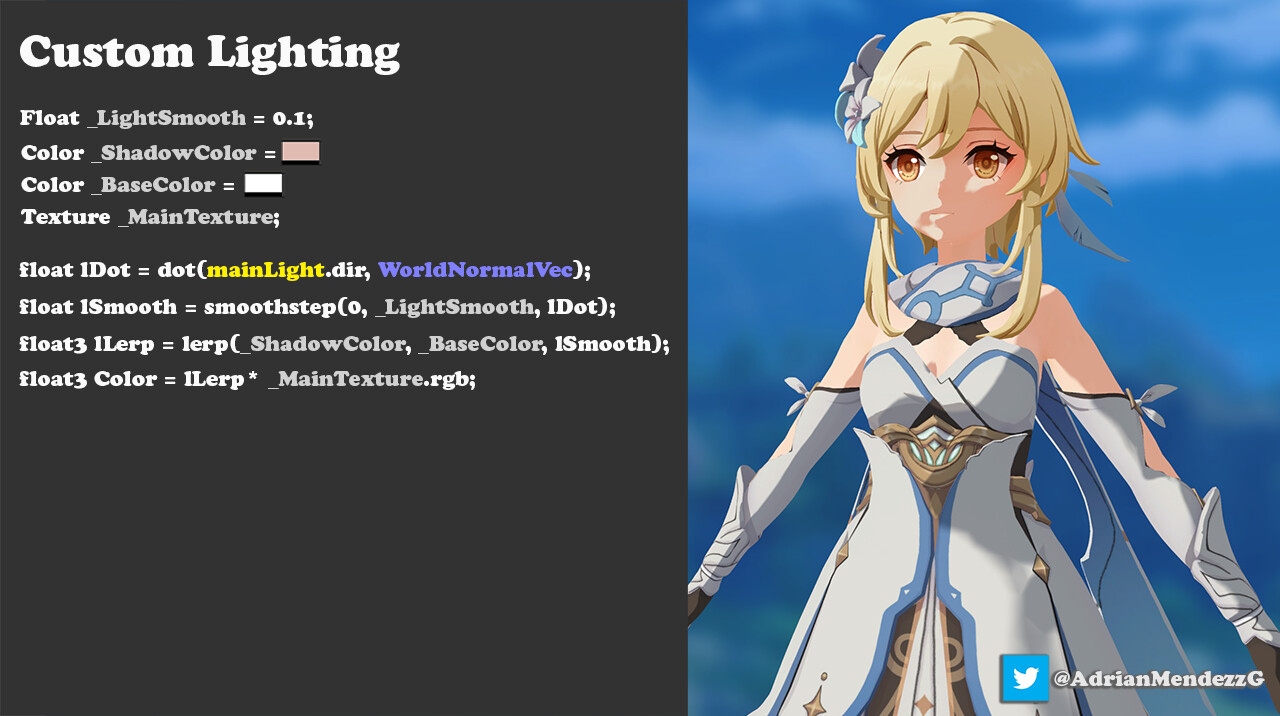 Custom Lighting
Float _LightSmooth = 0.1;
Color _ShadowColor =
Color _BaseColor =
Texture _MainTexture;
float lDot = dot(mainLight.dir, WorldNormalVec);
float lSmooth = smoothstep(0, _LightSmooth, lDot);
float3 lLerp = lerp(_ShadowColor, _BaseColor, lSmooth);
float3 Color = lLerp * _MainTexture.rgb;
@AdrianMendezzG